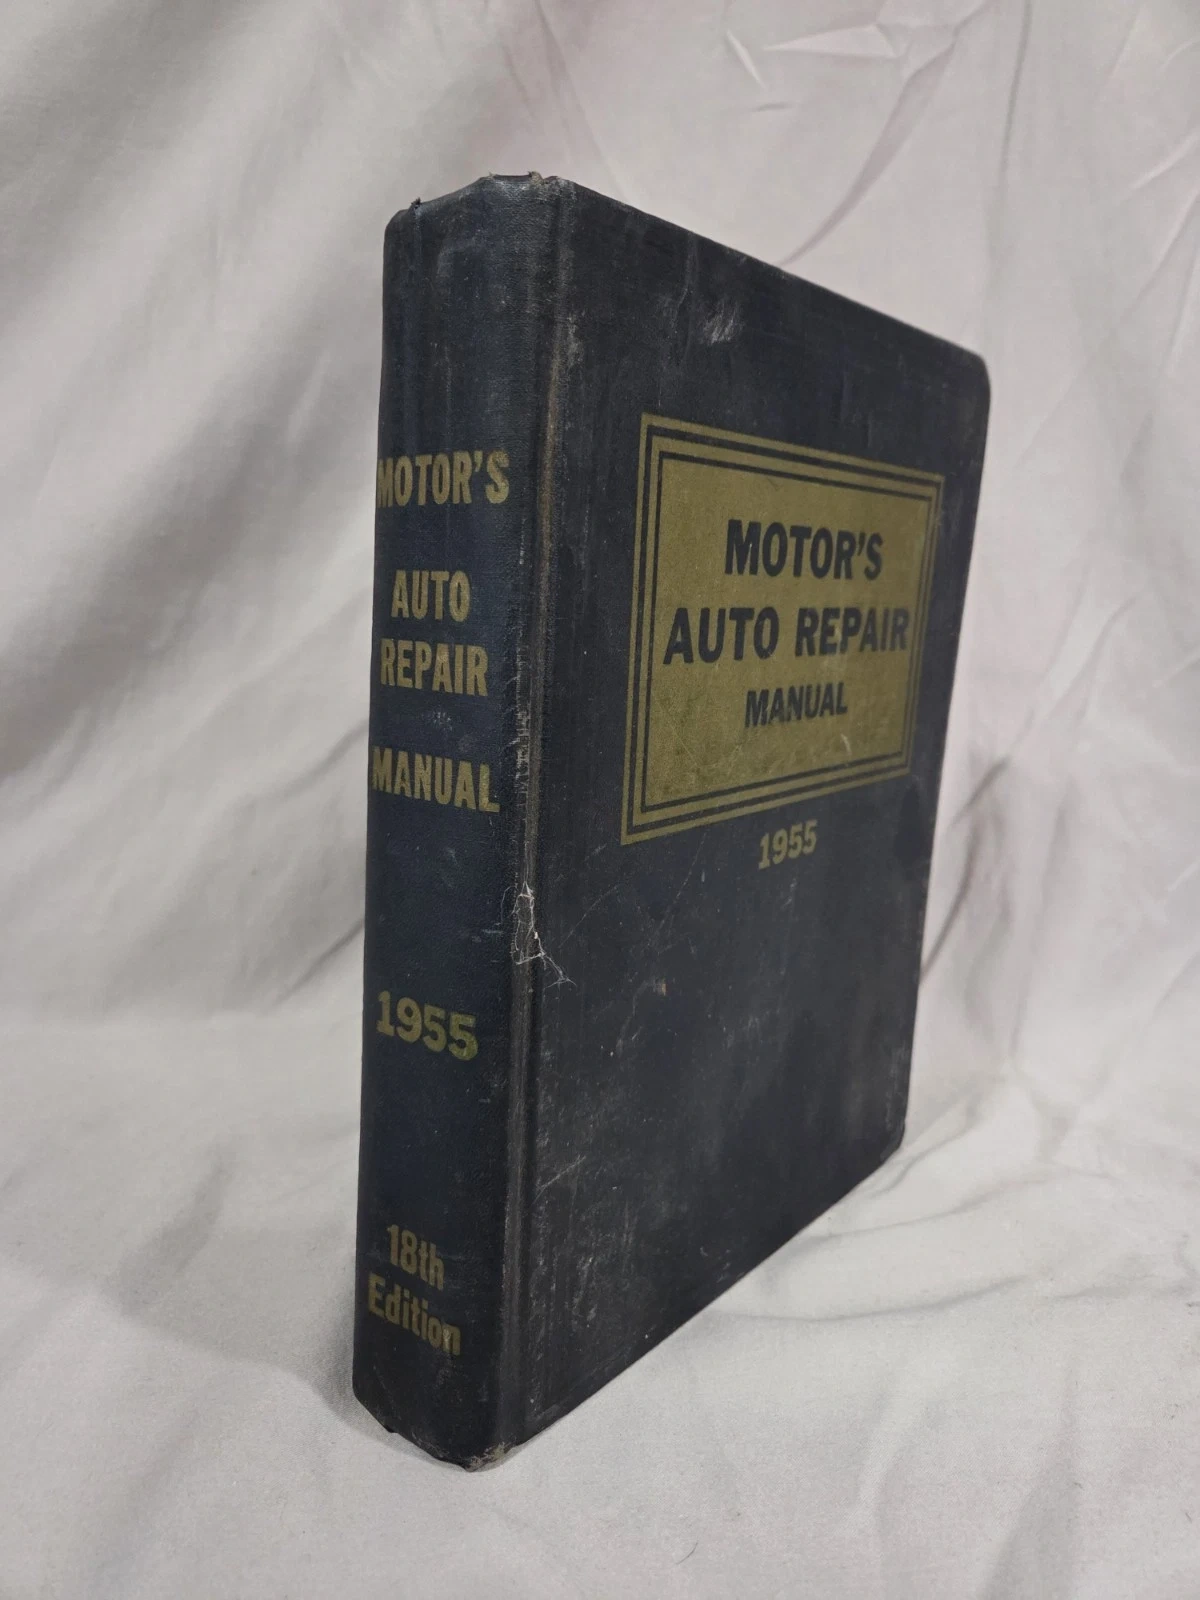 MOTOR'S
AUTO
REPAIR
MANUAL
1955
18th
Edition
MOTOR'S
AUTO REPAIR
MANUAL
1955